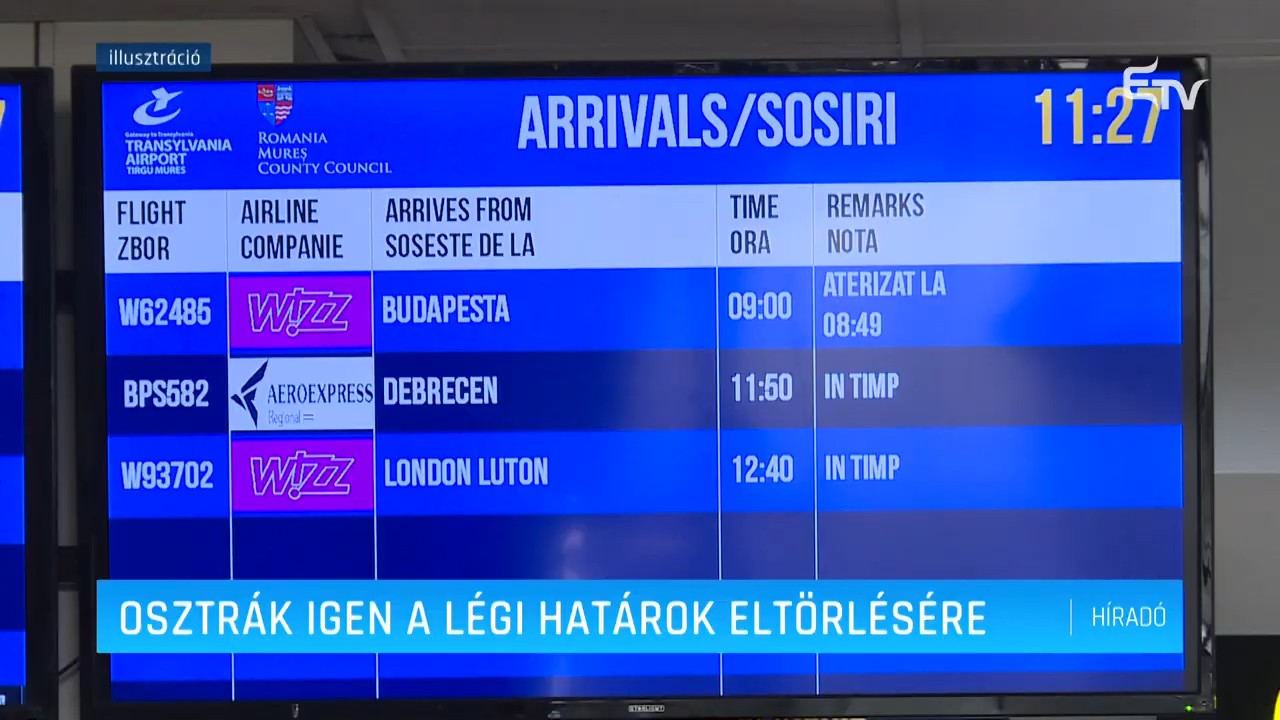 illusztráció
ETV
Gateway to Transylvania
TRANSYLVANIA
AIRPORT
TIRGU MURES
ROMANIA
MUREȘ
COUNTY COUNCIL
ARRIVALS/SOSIRI
11:27
FLIGHT
ZBOR
AIRLINE
COMPANIE
ARRIVES FROM
SOSESTE DE LA
TIME
ORA
REMARKS
NOTA
W62485
WIZZ
BUDAPESTA
09:00
ATERIZAT LA
08:49
BPS582
AEROEXPRESS
Regional
DEBRECEN
11:50
IN TIMP
W93702
WIZZ
LONDON LUTON
12:40
IN TIMP
OSZTRÁK IGEN A LÉGI HATÁROK ELTÖRLÉSÉRE
HÍRADÓ
STARLIGHT